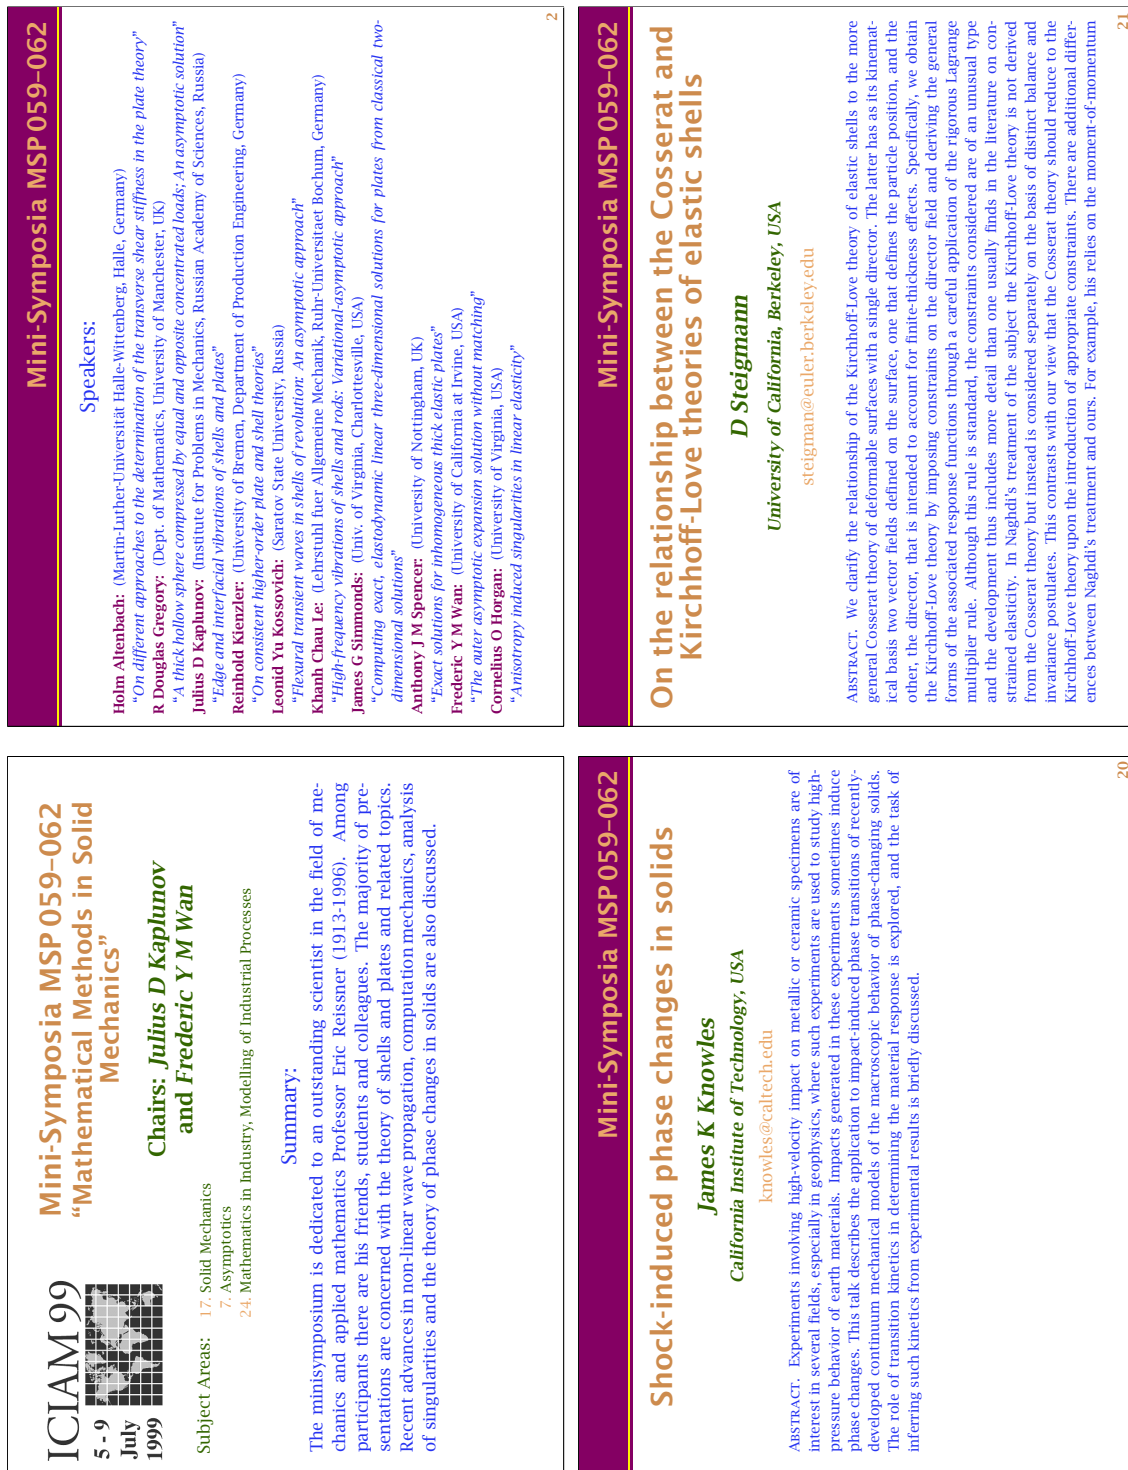 ICIAM 99
5 - 9
July
1999
Mini-Symposia MSP 059–062
“Mathematical Methods in Solid
Mechanics”
Chairs: Julius D Kaplunov
and Frederic Y M Wan
Subject Areas:
17. Solid Mechanics
7. Asymptotics
24. Mathematics in Industry, Modelling of Industrial Processes
Summary:
The minisymposium is dedicated to an outstanding scientist in the field of me-
chanics and applied mathematics Professor Eric Reissner (1913-1996). Among
participants there are his friends, students and colleagues. The majority of pre-
sentations are concerned with the theory of shells and plates and related topics.
Recent advances in non-linear wave propagation, computation mechanics, analysis
of singularities and the theory of phase changes in solids are also discussed.
Mini-Symposia MSP 059–062
Speakers:
Holm Altenbach: (Martin-Luther-Universität Halle-Wittenberg, Halle, Germany)
“On different approaches to the determination of the transverse shear stiffness in the plate theory”
R Douglas Gregory: (Dept. of Mathematics, University of Manchester, UK)
“A thick hollow sphere compressed by equal and opposite concentrated loads; An asymptotic solution”
Julius D Kaplunov: (Institute for Problems in Mechanics, Russian Academy of Sciences, Russia)
“Edge and interfacial vibrations of shells and plates”
Reinhold Kienzler: (University of Bremen, Department of Production Engineering, Germany)
“On consistent higher-order plate and shell theories”
Leonid Yu Kossovich: (Saratov State University, Russia)
“Flexural transient waves in shells of revolution: An asymptotic approach”
Khanh Chau Le: (Lehrstuhl fuer Algemeine Mechanik, Ruhr-Universitaet Bochum, Germany)
“High-frequency vibrations of shells and rods: Variational-asymptotic approach”
James G Simmonds: (Univ. of Virginia, Charlottesville, USA)
“Computing exact, elastodynamic linear three-dimensional solutions for plates from classical two-
dimensional solutions”
Anthony J M Spencer: (University of Nottingham, UK)
“Exact solutions for inhomogeneous thick elastic plates”
Frederic Y M Wan: (University of California at Irvine, USA)
“The outer asymptotic expansion solution without matching”
Cornelius O Horgan: (University of Virginia, USA)
“Anisotropy induced singularities in linear elasticity”
2
Mini-Symposia MSP 059–062
Shock-induced phase changes in solids
James K Knowles
California Institute of Technology, USA
knowles@caltech.edu
ABSTRACT. Experiments involving high-velocity impact on metallic or ceramic specimens are of
interest in several fields, especially in geophysics, where such experiments are used to study high-
pressure behavior of earth materials. Impacts generated in these experiments sometimes induce
phase changes. This talk describes the application to impact-induced phase transitions of recently-
developed continuum mechanical models of the macroscopic behavior of phase-changing solids.
The role of transition kinetics in determining the material response is explored, and the task of
inferring such kinetics from experimental results is briefly discussed.
20
Mini-Symposia MSP 059–062
On the relationship between the Cosserat and
Kirchhoff-Love theories of elastic shells
D Steigmann
University of California, Berkeley, USA
steigman@euler.berkeley.edu
ABSTRACT. We clarify the relationship of the Kirchhoff-Love theory of elastic shells to the more
general Cosserat theory of deformable surfaces with a single director. The latter has as its kinemat-
ical basis two vector fields defined on the surface, one that defines the particle position, and the
other, the director, that is intended to account for finite-thickness effects. Specifically, we obtain
the Kirchhoff-Love theory by imposing constraints on the director field and deriving the general
forms of the associated response functions through a careful application of the rigorous Lagrange
multiplier rule. Although this rule is standard, the constraints considered are of an unusual type
and the development thus includes more detail than one usually finds in the literature on con-
strained elasticity. In Naghdi’s treatment of the subject the Kirchhoff-Love theory is not derived
from the Cosserat theory but instead is considered separately on the basis of distinct balance and
invariance postulates. This contrasts with our view that the Cosserat theory should reduce to the
Kirchhoff-Love theory upon the introduction of appropriate constraints. There are additional differ-
ences between Naghdi’s treatment and ours. For example, his relies on the moment-of-momentum
21